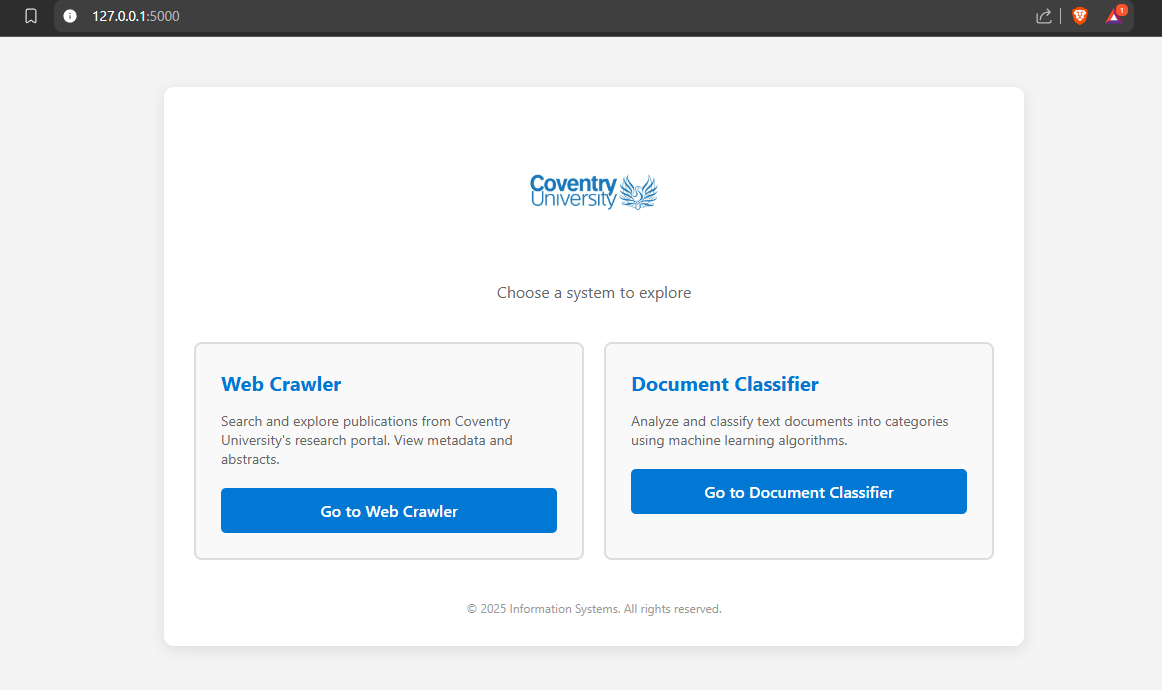 127.0.0.1:5000
1
Coventry
University
Choose a system to explore
Web Crawler
Search and explore publications from Coventry
University's research portal. View metadata and
abstracts.
Go to Web Crawler
Document Classifier
Analyze and classify text documents into categories
using machine learning algorithms.
Go to Document Classifier
© 2025 Information Systems. All rights reserved.